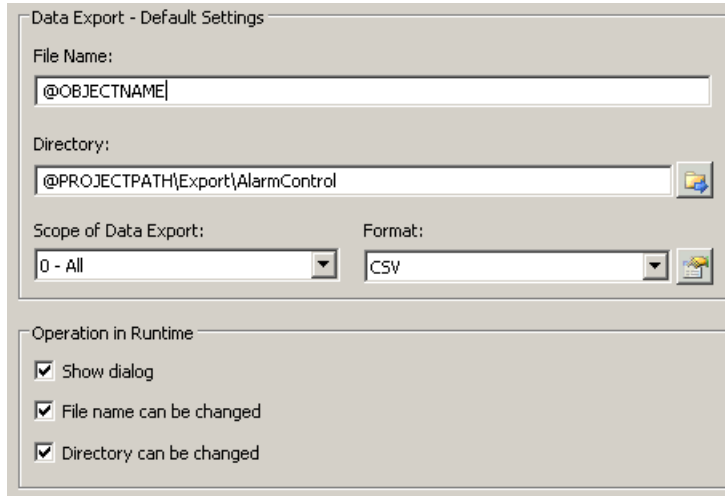 Data Export - Default Settings
File Name:
@OBJECTNAME
Directory:
@PROJECTPATH\Export\AlarmControl
Scope of Data Export: Format:
0 - All CSV
Operation in Runtime
Show dialog
File name can be changed
Directory can be changed